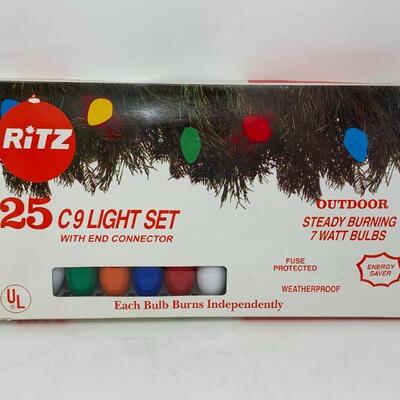 RiTZ
25 C9 LIGHT SET
WITH END CONNECTOR
OUTDOOR
STEADY BURNING
7 WATT BULBS
FUSE
PROTECTED
WEATHERPROOF
ENERGY
SAVER
UL
Each Bulb Burns Independently